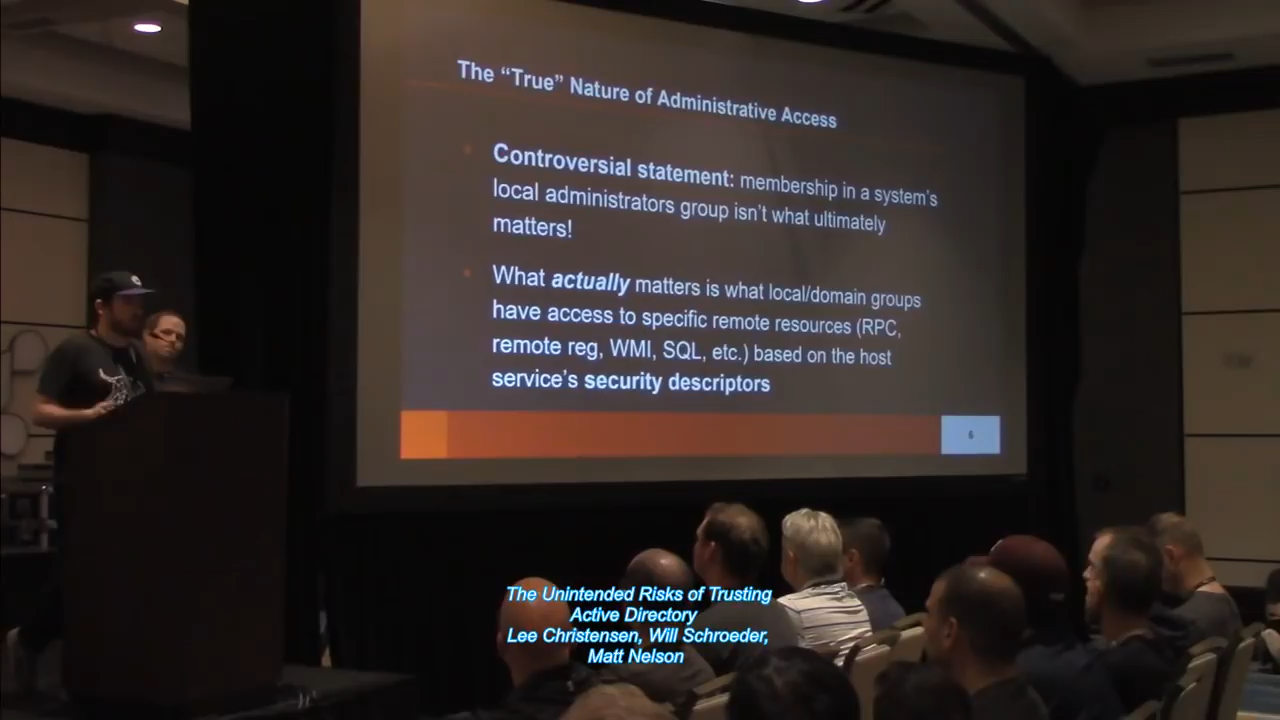 The “True” Nature of Administrative Access
Controversial statement: membership in a system’s
local administrators group isn’t what ultimately
matters!
What actually matters is what local/domain groups
have access to specific remote resources (RPC,
remote reg, WMI, SQL, etc.) based on the host
service’s security descriptors
6
The Unintended Risks of Trusting
Active Directory
Lee Christensen, Will Schroeder,
Matt Nelson